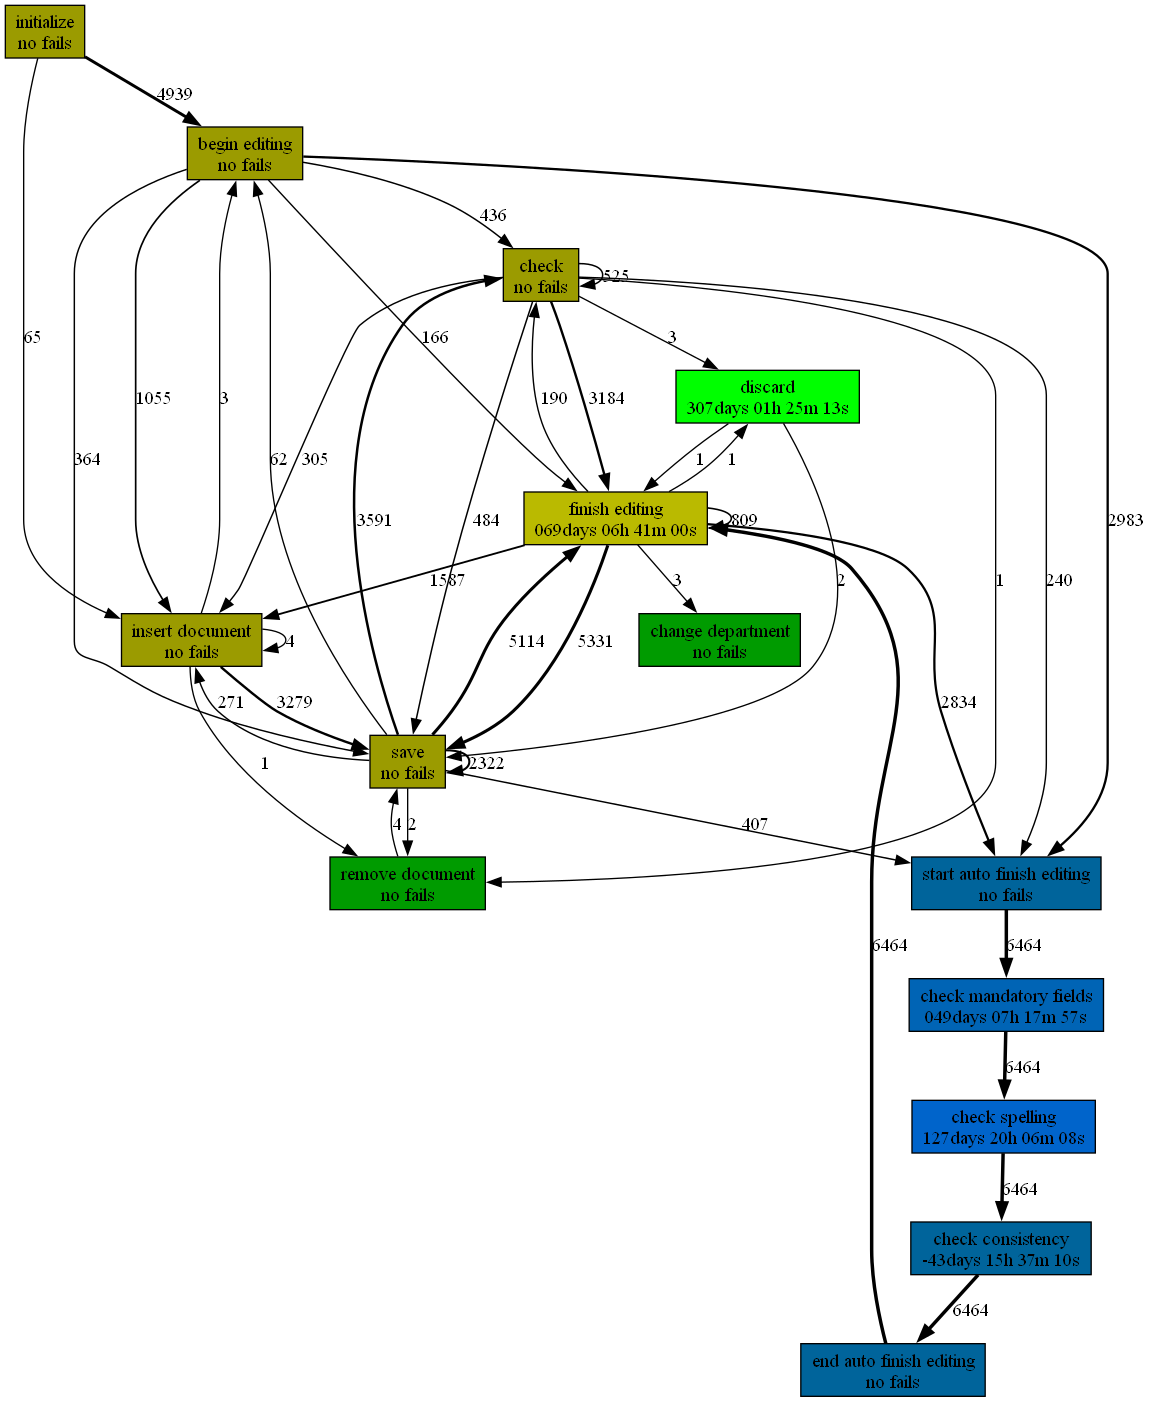 initialize
no fails
4939
begin editing
no fails
436
check
no fails
525
65
166
3
1055
3
190
3184
discard
307days 01h 25m 13s
364
62
305
1
1
3591
484
finish editing
069days 06h 41m 00s
809
2983
1587
3
2
1
240
insert document
no fails
4
5114
5331
change department
no fails
271
3279
2834
save
no fails
2322
1
4
2
407
remove document
no fails
start auto finish editing
no fails
6464
6464
check mandatory fields
049days 07h 17m 57s
6464
check spelling
127days 20h 06m 08s
6464
check consistency
-43days 15h 37m 10s
6464
end auto finish editing
no fails